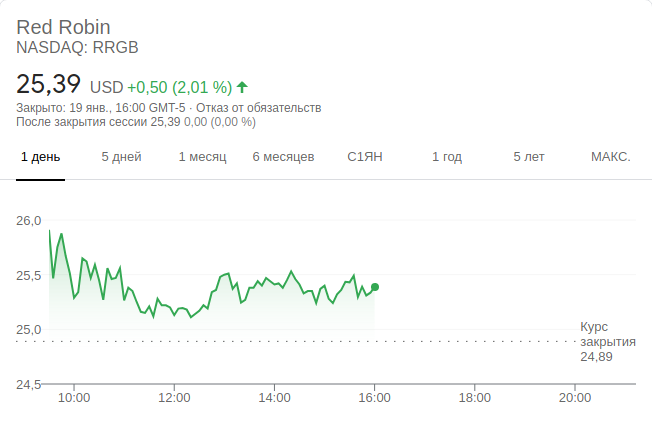 Red Robin
NASDAQ: RRGB
25,39 USD +0,50 (2,01 %)
Закрыто: 19 янв., 16:00 GMT-5 · Отказ от обязательств
После закрытия сессии 25,39 0,00 (0,00 %)
1 день 5 дней 1 месяц 6 месяцев С1ЯН 1 год 5 лет МАКС.
26,0
25,5
25,0
Курс
закрытия
24,89
24,5
10:00 12:00 14:00 16:00 18:00 20:00